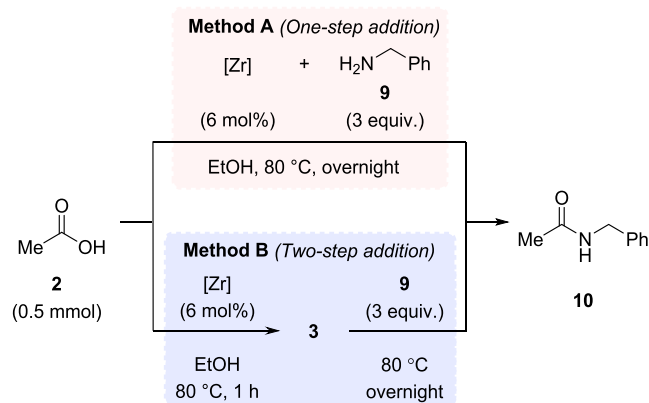 Method A (One-step addition)
[Zr] + H2N Ph
9
(6 mol%) (3 equiv.)
EtOH, 80 °C, overnight
O
Me OH
2
(0.5 mmol)
Method B (Two-step addition)
[Zr] 9
(6 mol%) (3 equiv.)
3
EtOH 80 °C
80 °C, 1 h overnight
O
Me N Ph
H
10